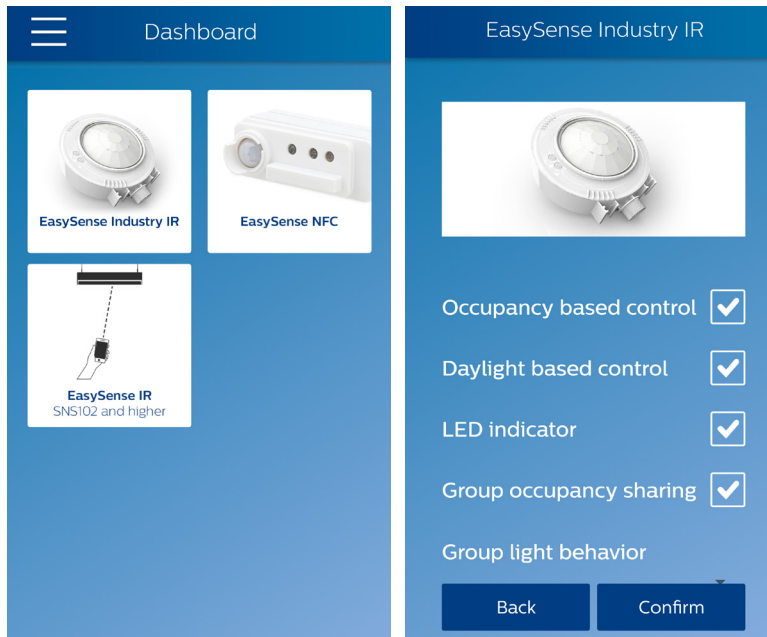 Dashboard
EasySense Industry IR
EasySense NFC
EasySense IR
SNS102 and higher
EasySense Industry IR
Occupancy based control
Daylight based control
LED indicator
Group occupancy sharing
Group light behavior
Back
Confirm